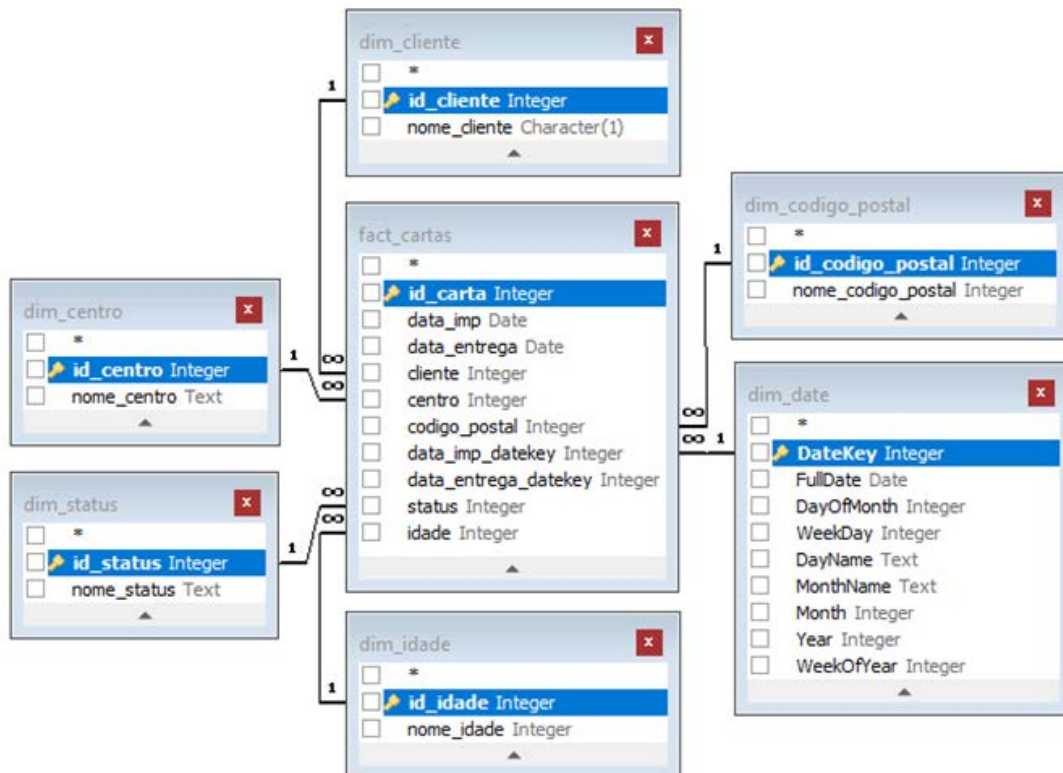 dim_cliente x
*
id_cliente Integer
nome_cliente Character(1)
fact_cartas x
*
id_carta Integer
data_imp Date
data_entrega Date
cliente Integer
centro Integer
codigo_postal Integer
data_imp_datekey Integer
data_entrega_datekey Integer
status Integer
idade Integer
dim_codigo_postal x
*
id_codigo_postal Integer
nome_codigo_postal Integer
dim_centro x
*
id_centro Integer
nome_centro Text
dim_date x
*
DateKey Integer
FullDate Date
DayOfMonth Integer
WeekDay Integer
DayName Text
MonthName Text
Month Integer
Year Integer
WeekOfYear Integer
dim_status x
*
id_status Integer
nome_status Text
dim_idade x
*
id_idade Integer
nome_idade Integer
1
1
1 ∞
∞
∞
∞ 1
∞
∞
1
1